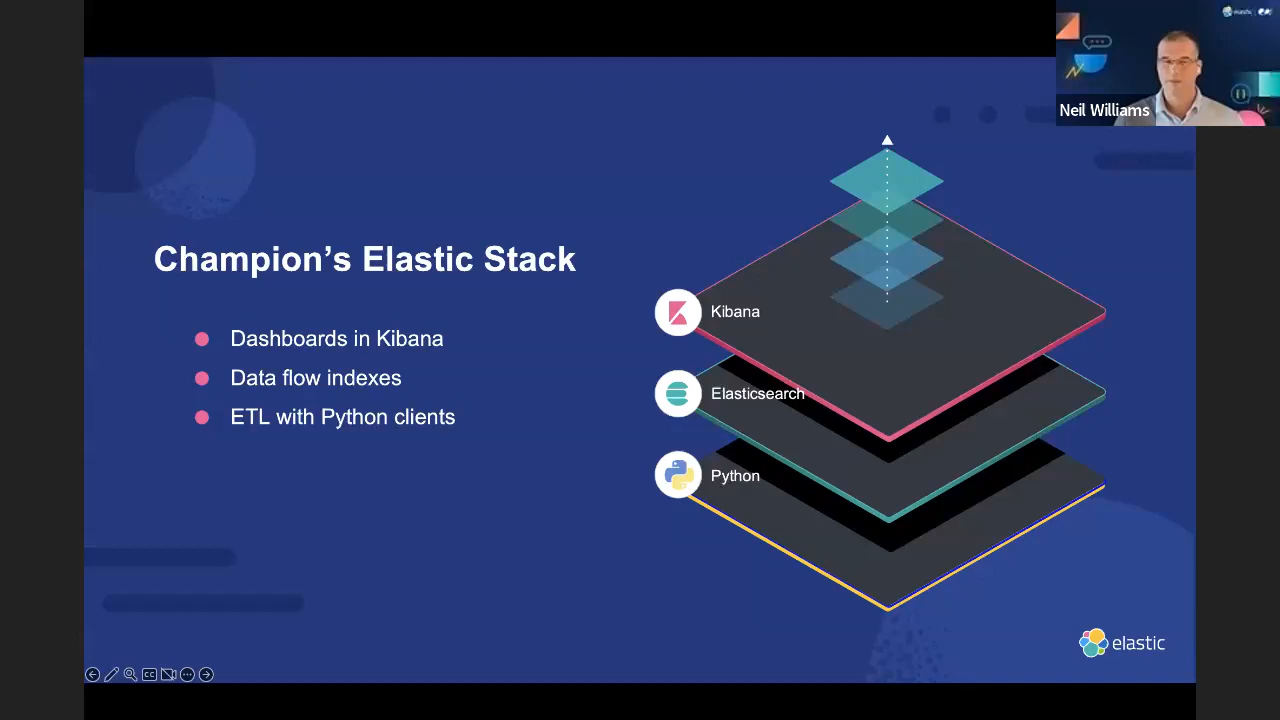 Neil Williams
Champion’s Elastic Stack
Dashboards in Kibana
Data flow indexes
ETL with Python clients
Kibana
Elasticsearch
Python
elastic
CC